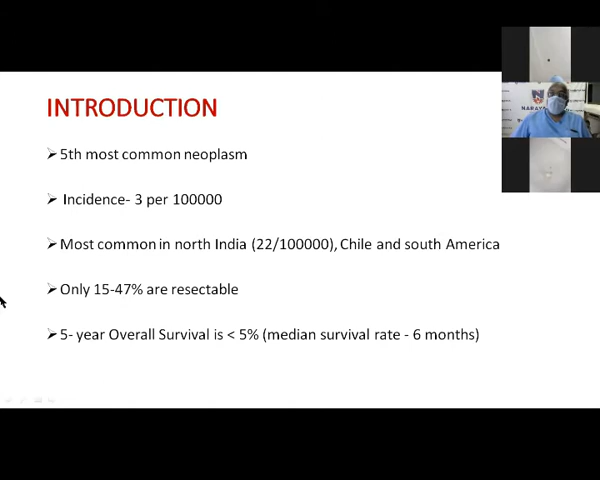 INTRODUCTION
➢ 5th most common neoplasm
➢ Incidence- 3 per 100000
➢ Most common in north India (22/100000), Chile and south America
➢ Only 15-47% are resectable
➢ 5- year Overall Survival is < 5% (median survival rate - 6 months)